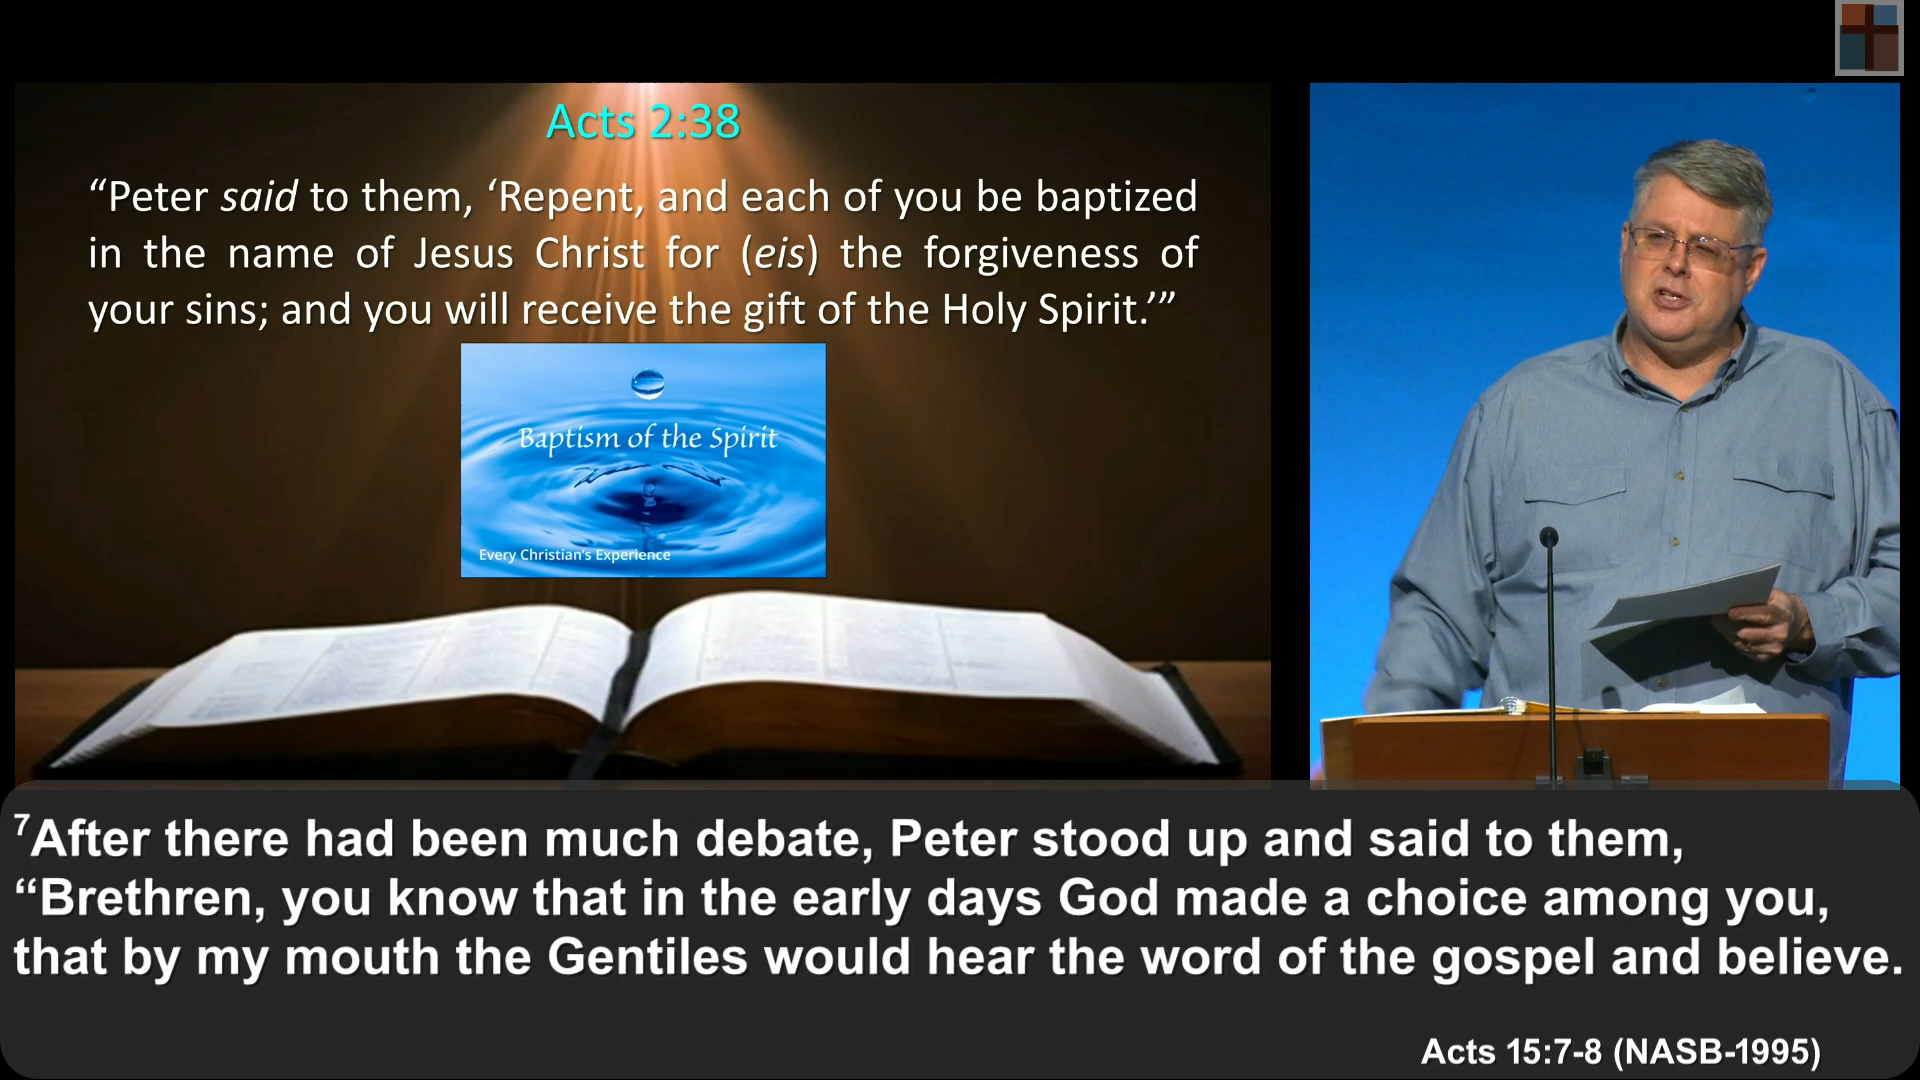 Acts 2:38
“Peter said to them, ‘Repent, and each of you be baptized
in the name of Jesus Christ for (eis) the forgiveness of
your sins; and you will receive the gift of the Holy Spirit.’”
Baptism of the Spirit
Every Christian's Experience
⁷After there had been much debate, Peter stood up and said to them,
“Brethren, you know that in the early days God made a choice among you,
that by my mouth the Gentiles would hear the word of the gospel and believe.
Acts 15:7-8 (NASB-1995)